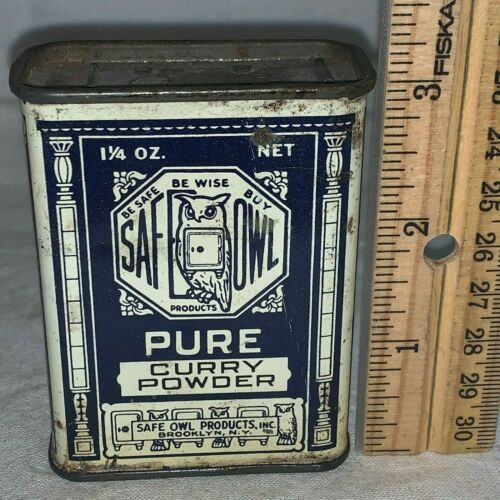 1¼ OZ. NET
BE SAFE BE WISE BUY
SAFE OWL
PRODUCTS
PURE
CURRY
POWDER
SAFE OWL PRODUCTS, INC.
BROOKLYN, N.Y.
FISKA
3
2
1
24
25
26
27
28
29
30